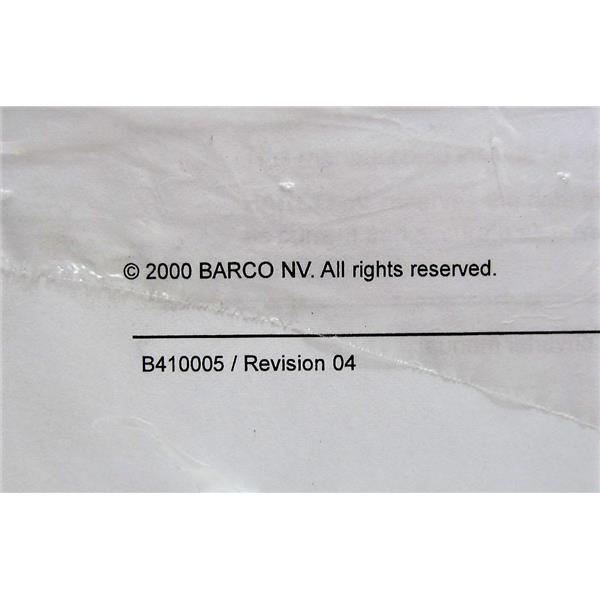 © 2000 BARCO NV. All rights reserved.
B410005 / Revision 04